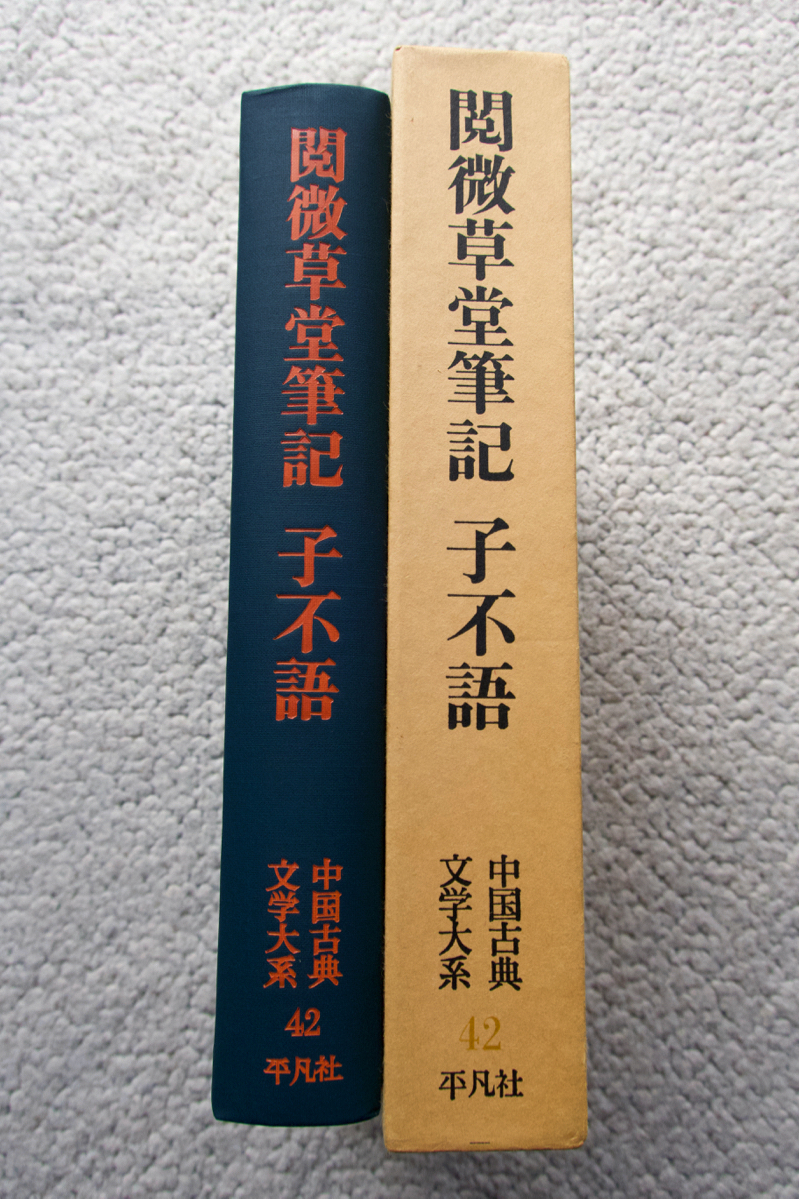 閲微草堂筆記 子不語
中国古典
文学大系
42
平凡社
閲微草堂筆記 子不語
中国古典
文学大系
42
平凡社